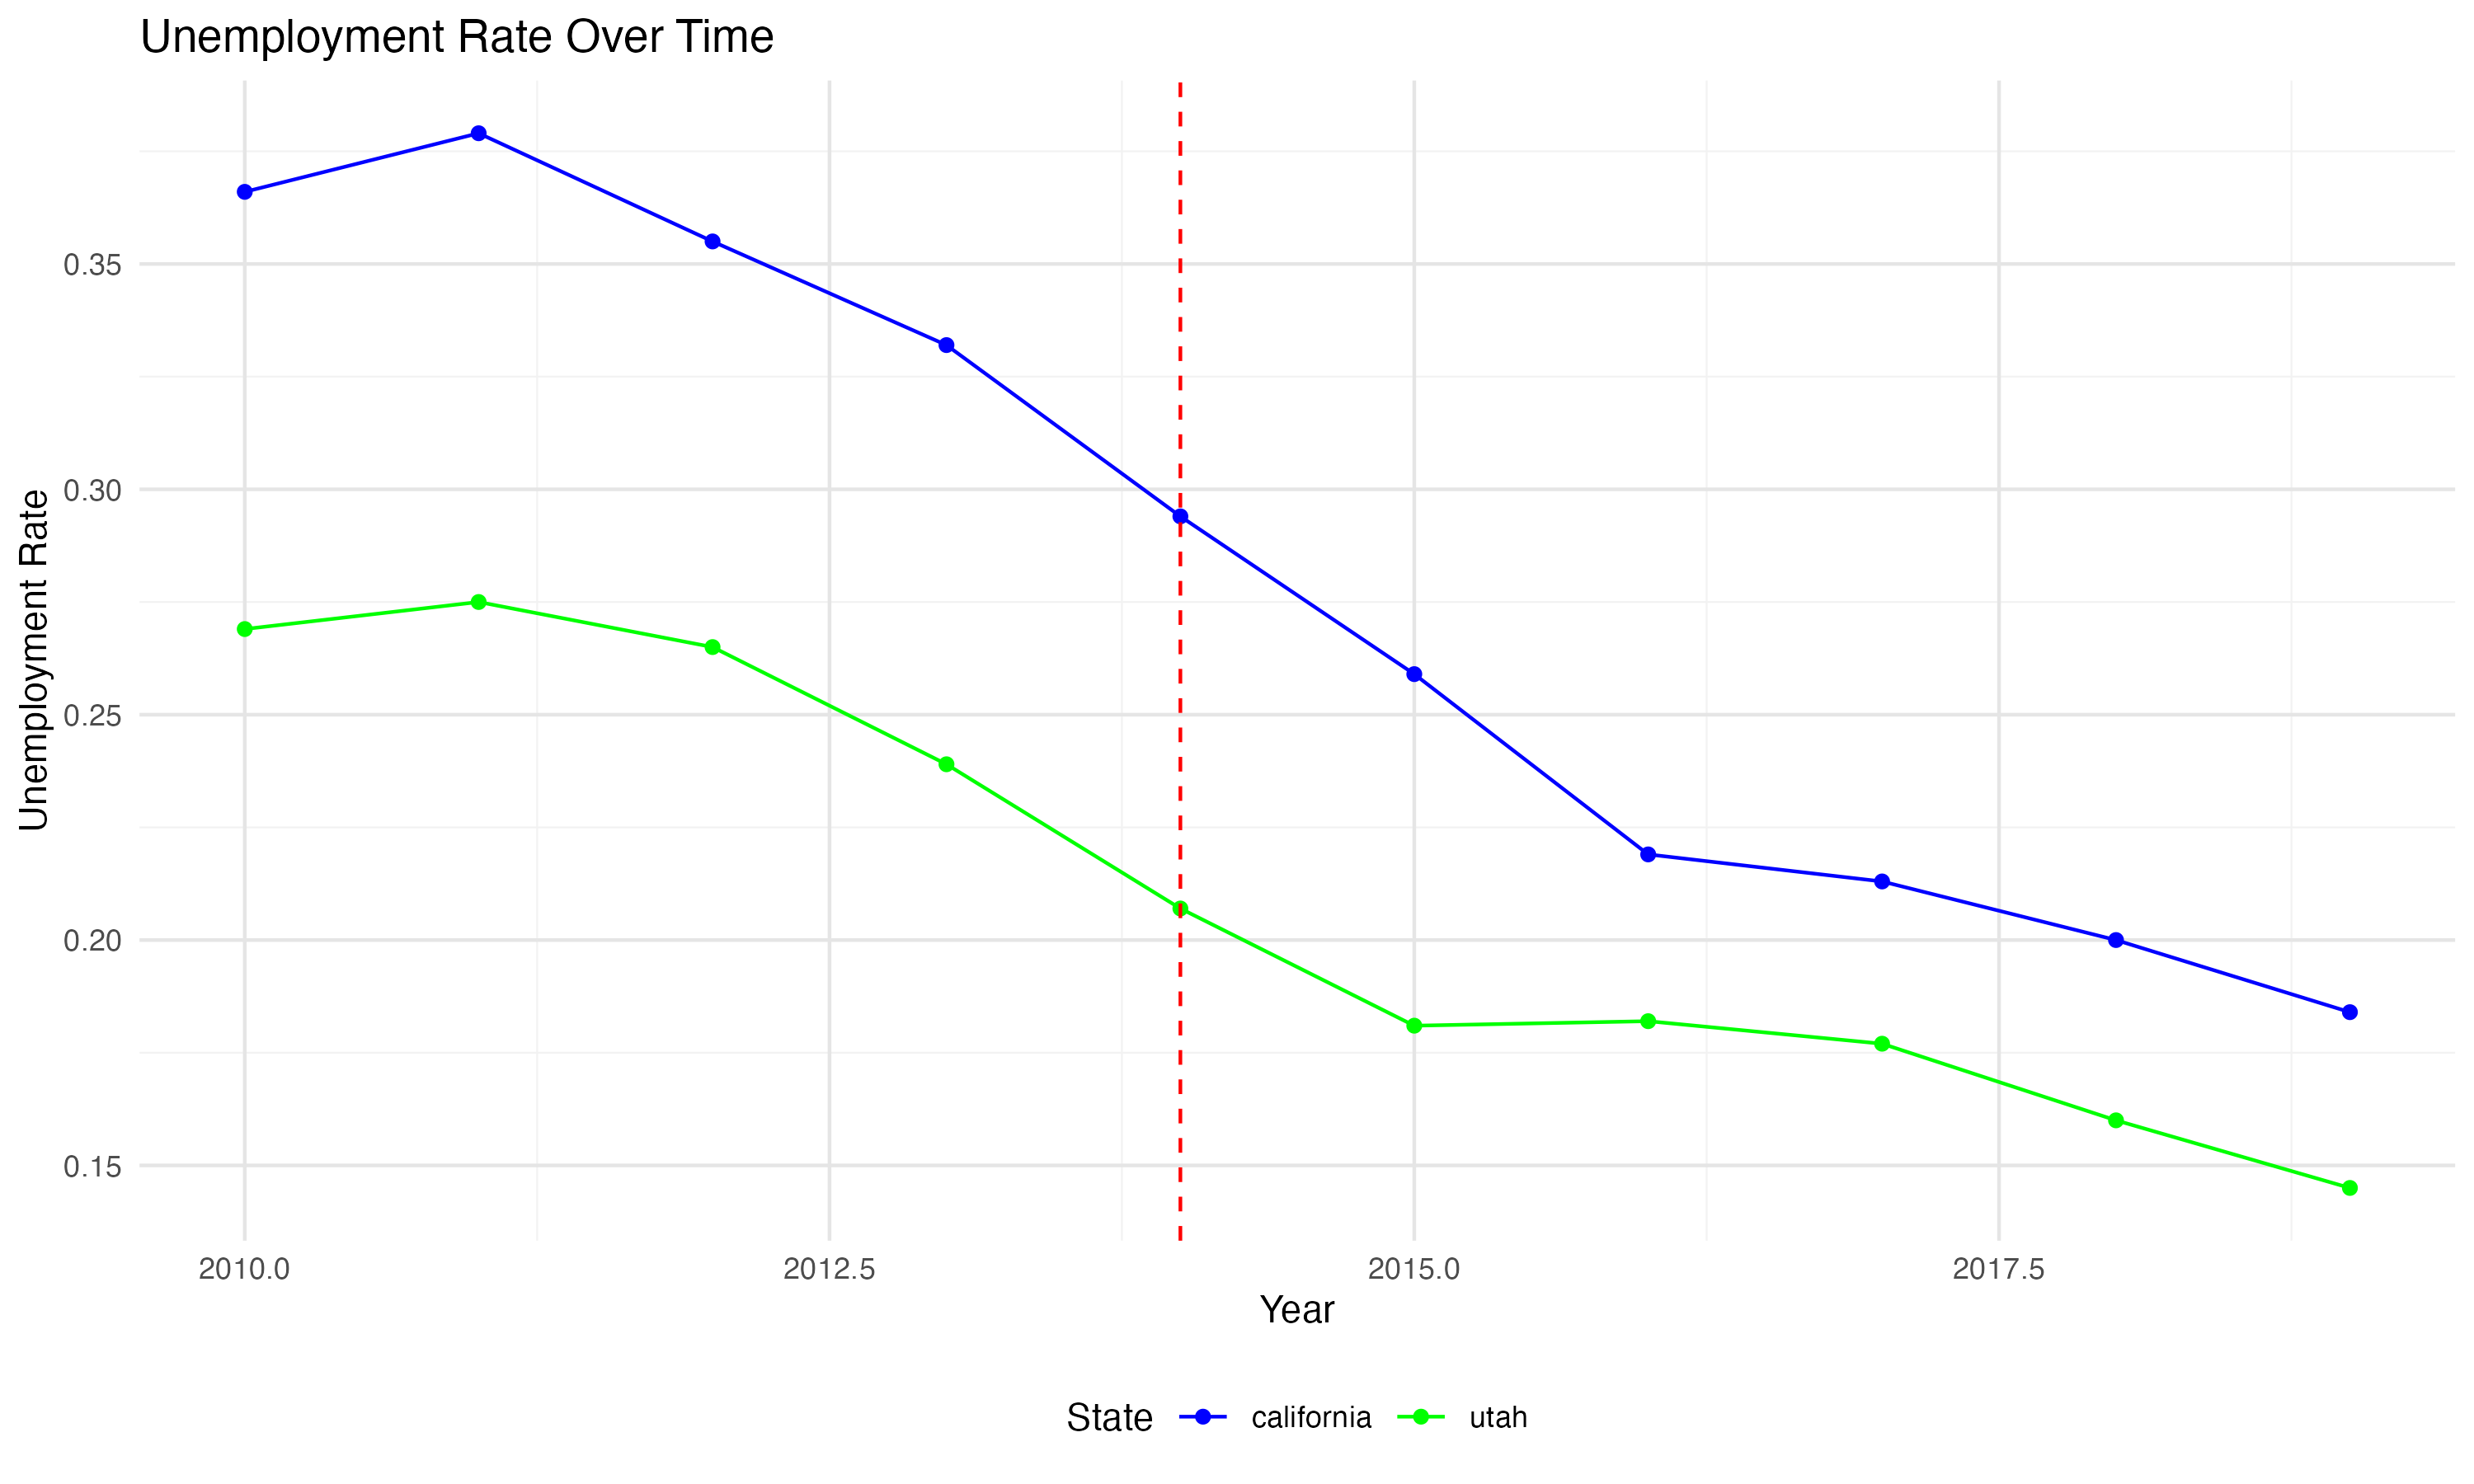 Unemployment Rate Over Time
Unemployment Rate
0.35
0.30
0.25
0.20
0.15
2010.0 2012.5 2015.0 2017.5
Year
State california utah